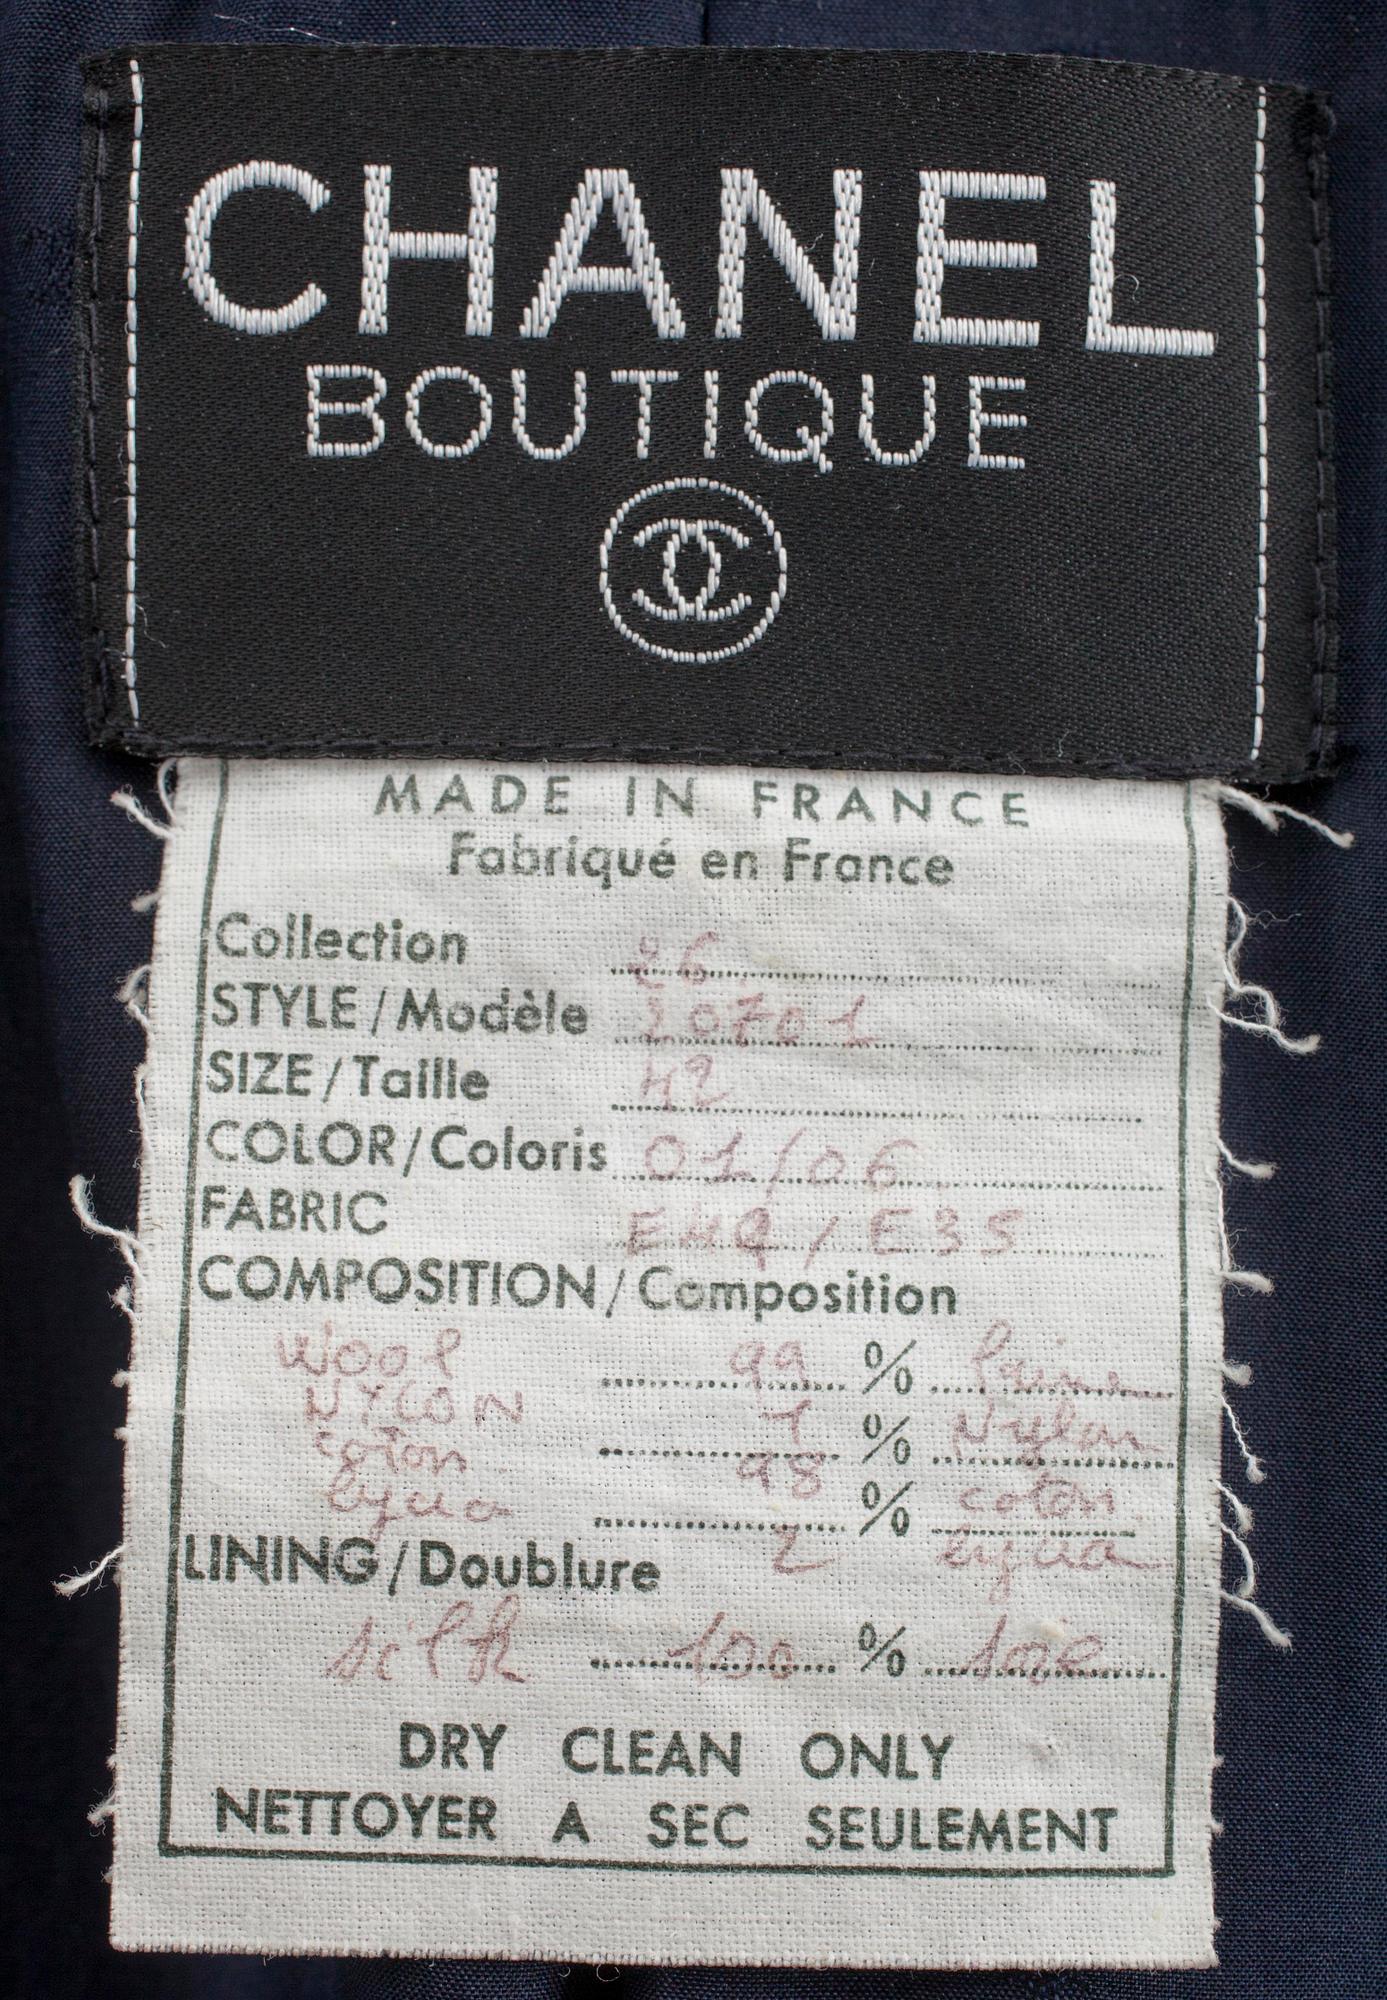 CHANEL
BOUTIQUE
MADE IN FRANCE
Fabriqué en France
Collection 26
STYLE/Modèle 20701
SIZE/Taille 42
COLOR/Coloris 01/06
FABRIC E49/E35
COMPOSITION/Composition
Wool 99 % laine
NYLON 1 % Nylon
coton 98 % coton
lycra 2 lycra
LINING/Doublure
silk 100 % soie
DRY CLEAN ONLY
NETTOYER A SEC SEULEMENT